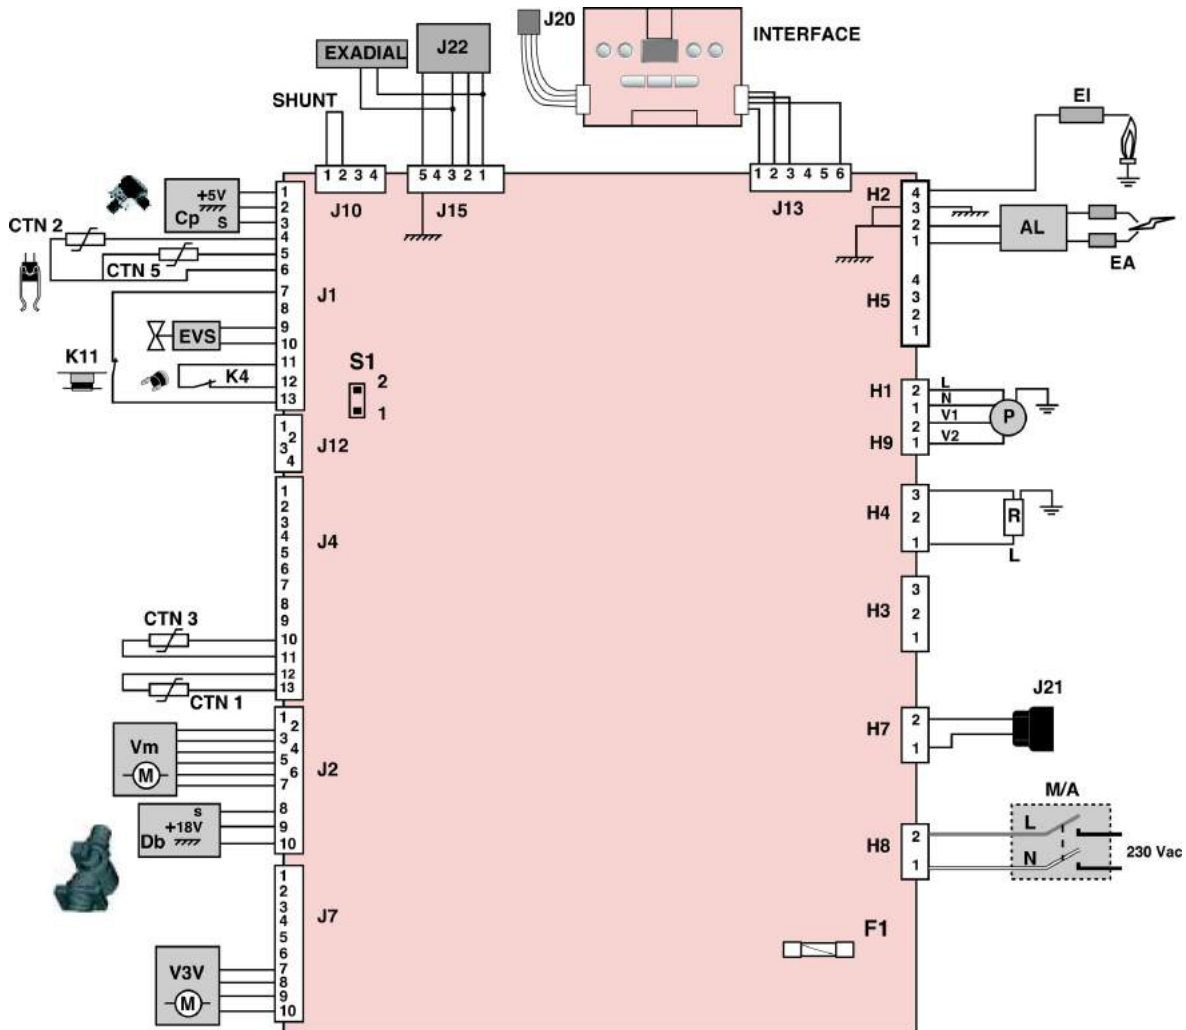 J20
INTERFACE
EXADIAL
J22
SHUNT
1 2 3 4
J10
5 4 3 2 1
J15
1 2 3 4 5 6
J13
EI
H2
4
3
2
1
AL
EA
H5
4
3
2
1
+5V
Cp
S
CTN 2
CTN 5
1
2
3
4
5
6
7
8
9
10
11
12
13
J1
EVS
K11
K4
S1
2
1
1
2
3
4
J12
H1
2
1
H9
2
1
L
N
V1
V2
P
1
2
3
4
5
6
7
8
9
10
11
12
13
J4
H4
3
2
1
R
L
H3
3
2
1
CTN 3
CTN 1
J21
H7
2
1
1
2
3
4
5
6
7
8
9
10
J2
Vm
M
s
+18V
Db
M/A
H8
2
1
L
N
230 Vac
1
2
3
4
5
6
7
8
9
10
J7
F1
V3V
M